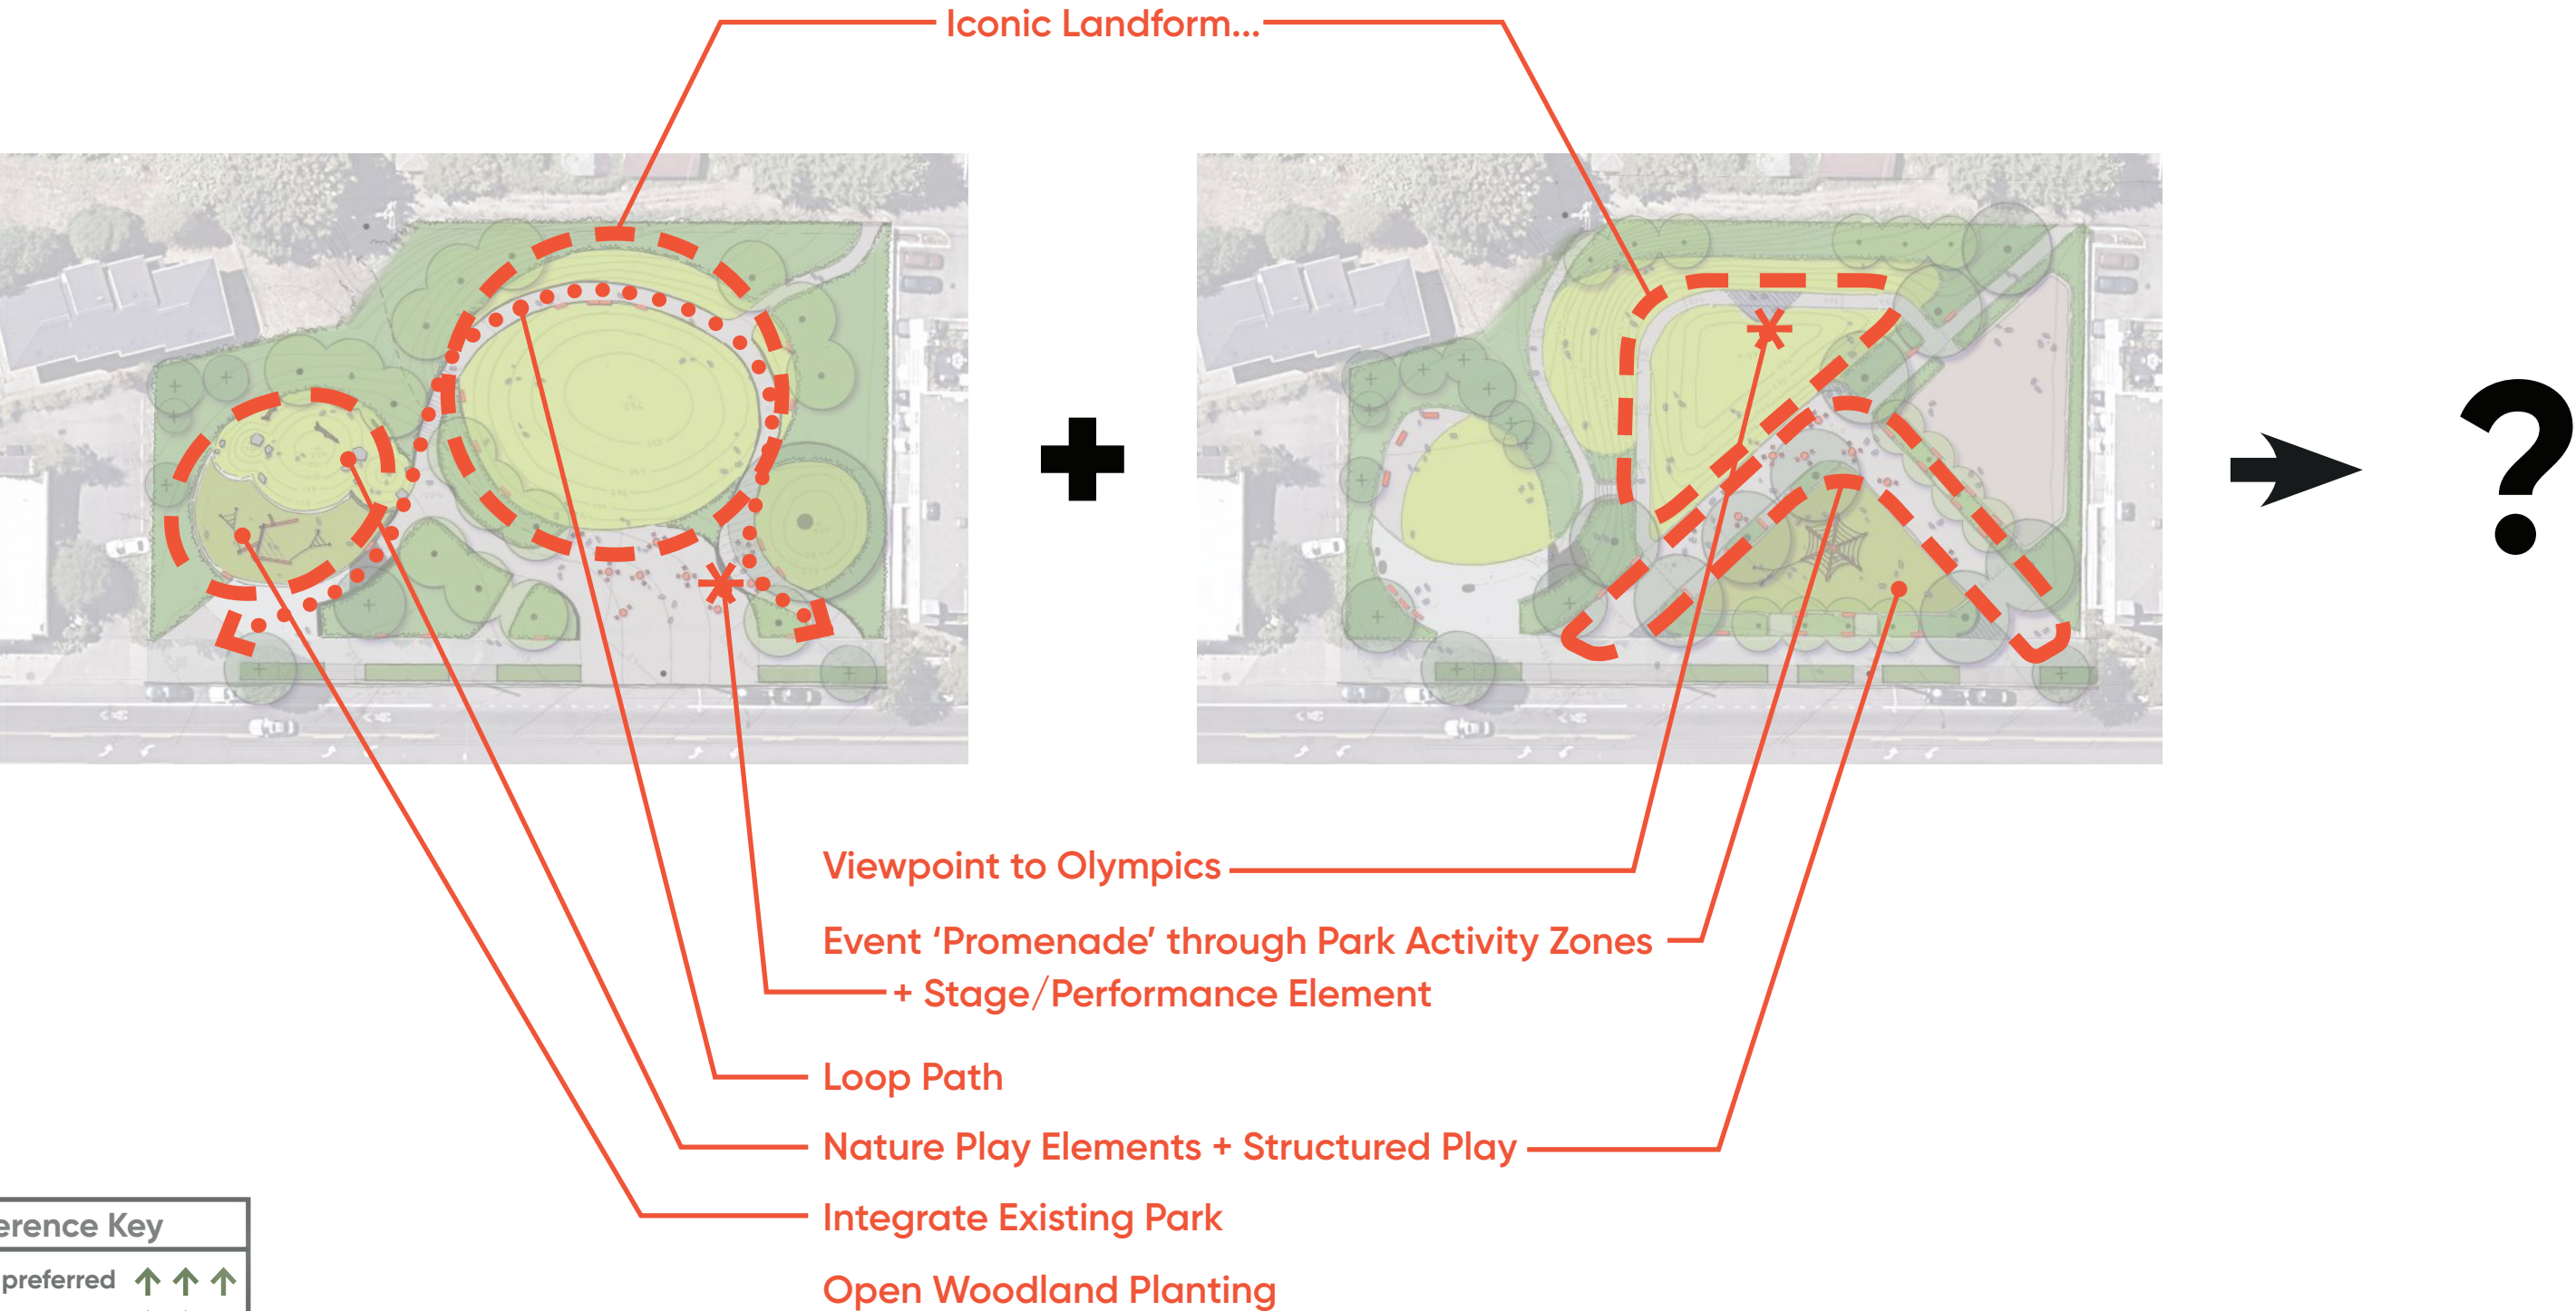 Iconic Landform...
+
?
Viewpoint to Olympics
Event ‘Promenade’ through Park Activity Zones
+ Stage/Performance Element
Loop Path
Nature Play Elements + Structured Play
Integrate Existing Park
Open Woodland Planting
erence Key
preferred ↑ ↑ ↑